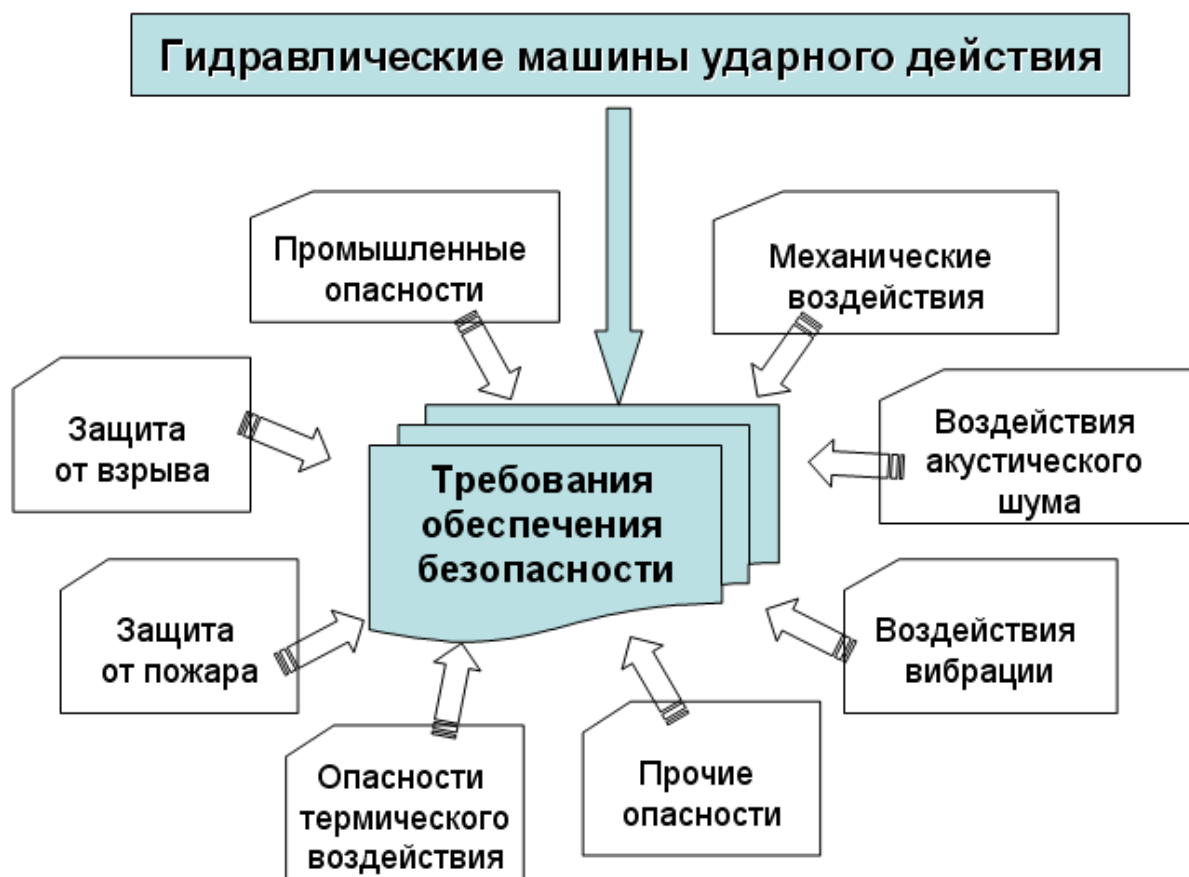 Гидравлические машины ударного действия
Промышленные
опасности
Механические
воздействия
Защита
от взрыва
Воздействия
акустического
шума
Требования
обеспечения
безопасности
Защита
от пожара
Воздействия
вибрации
Опасности
термического
воздействия
Прочие
опасности